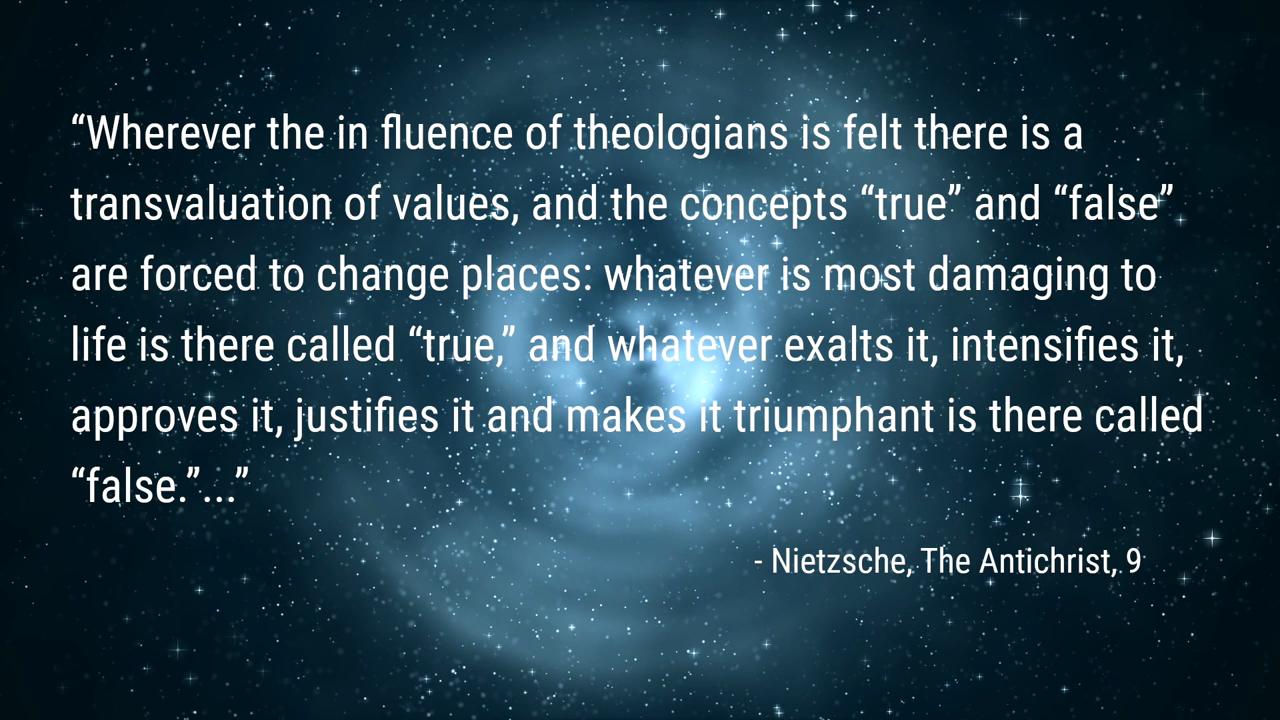 “Wherever the in fluence of theologians is felt there is a
transvaluation of values, and the concepts “true” and “false”
are forced to change places: whatever is most damaging to
life is there called “true,” and whatever exalts it, intensifies it,
approves it, justifies it and makes it triumphant is there called
“false.”...”
- Nietzsche, The Antichrist, 9